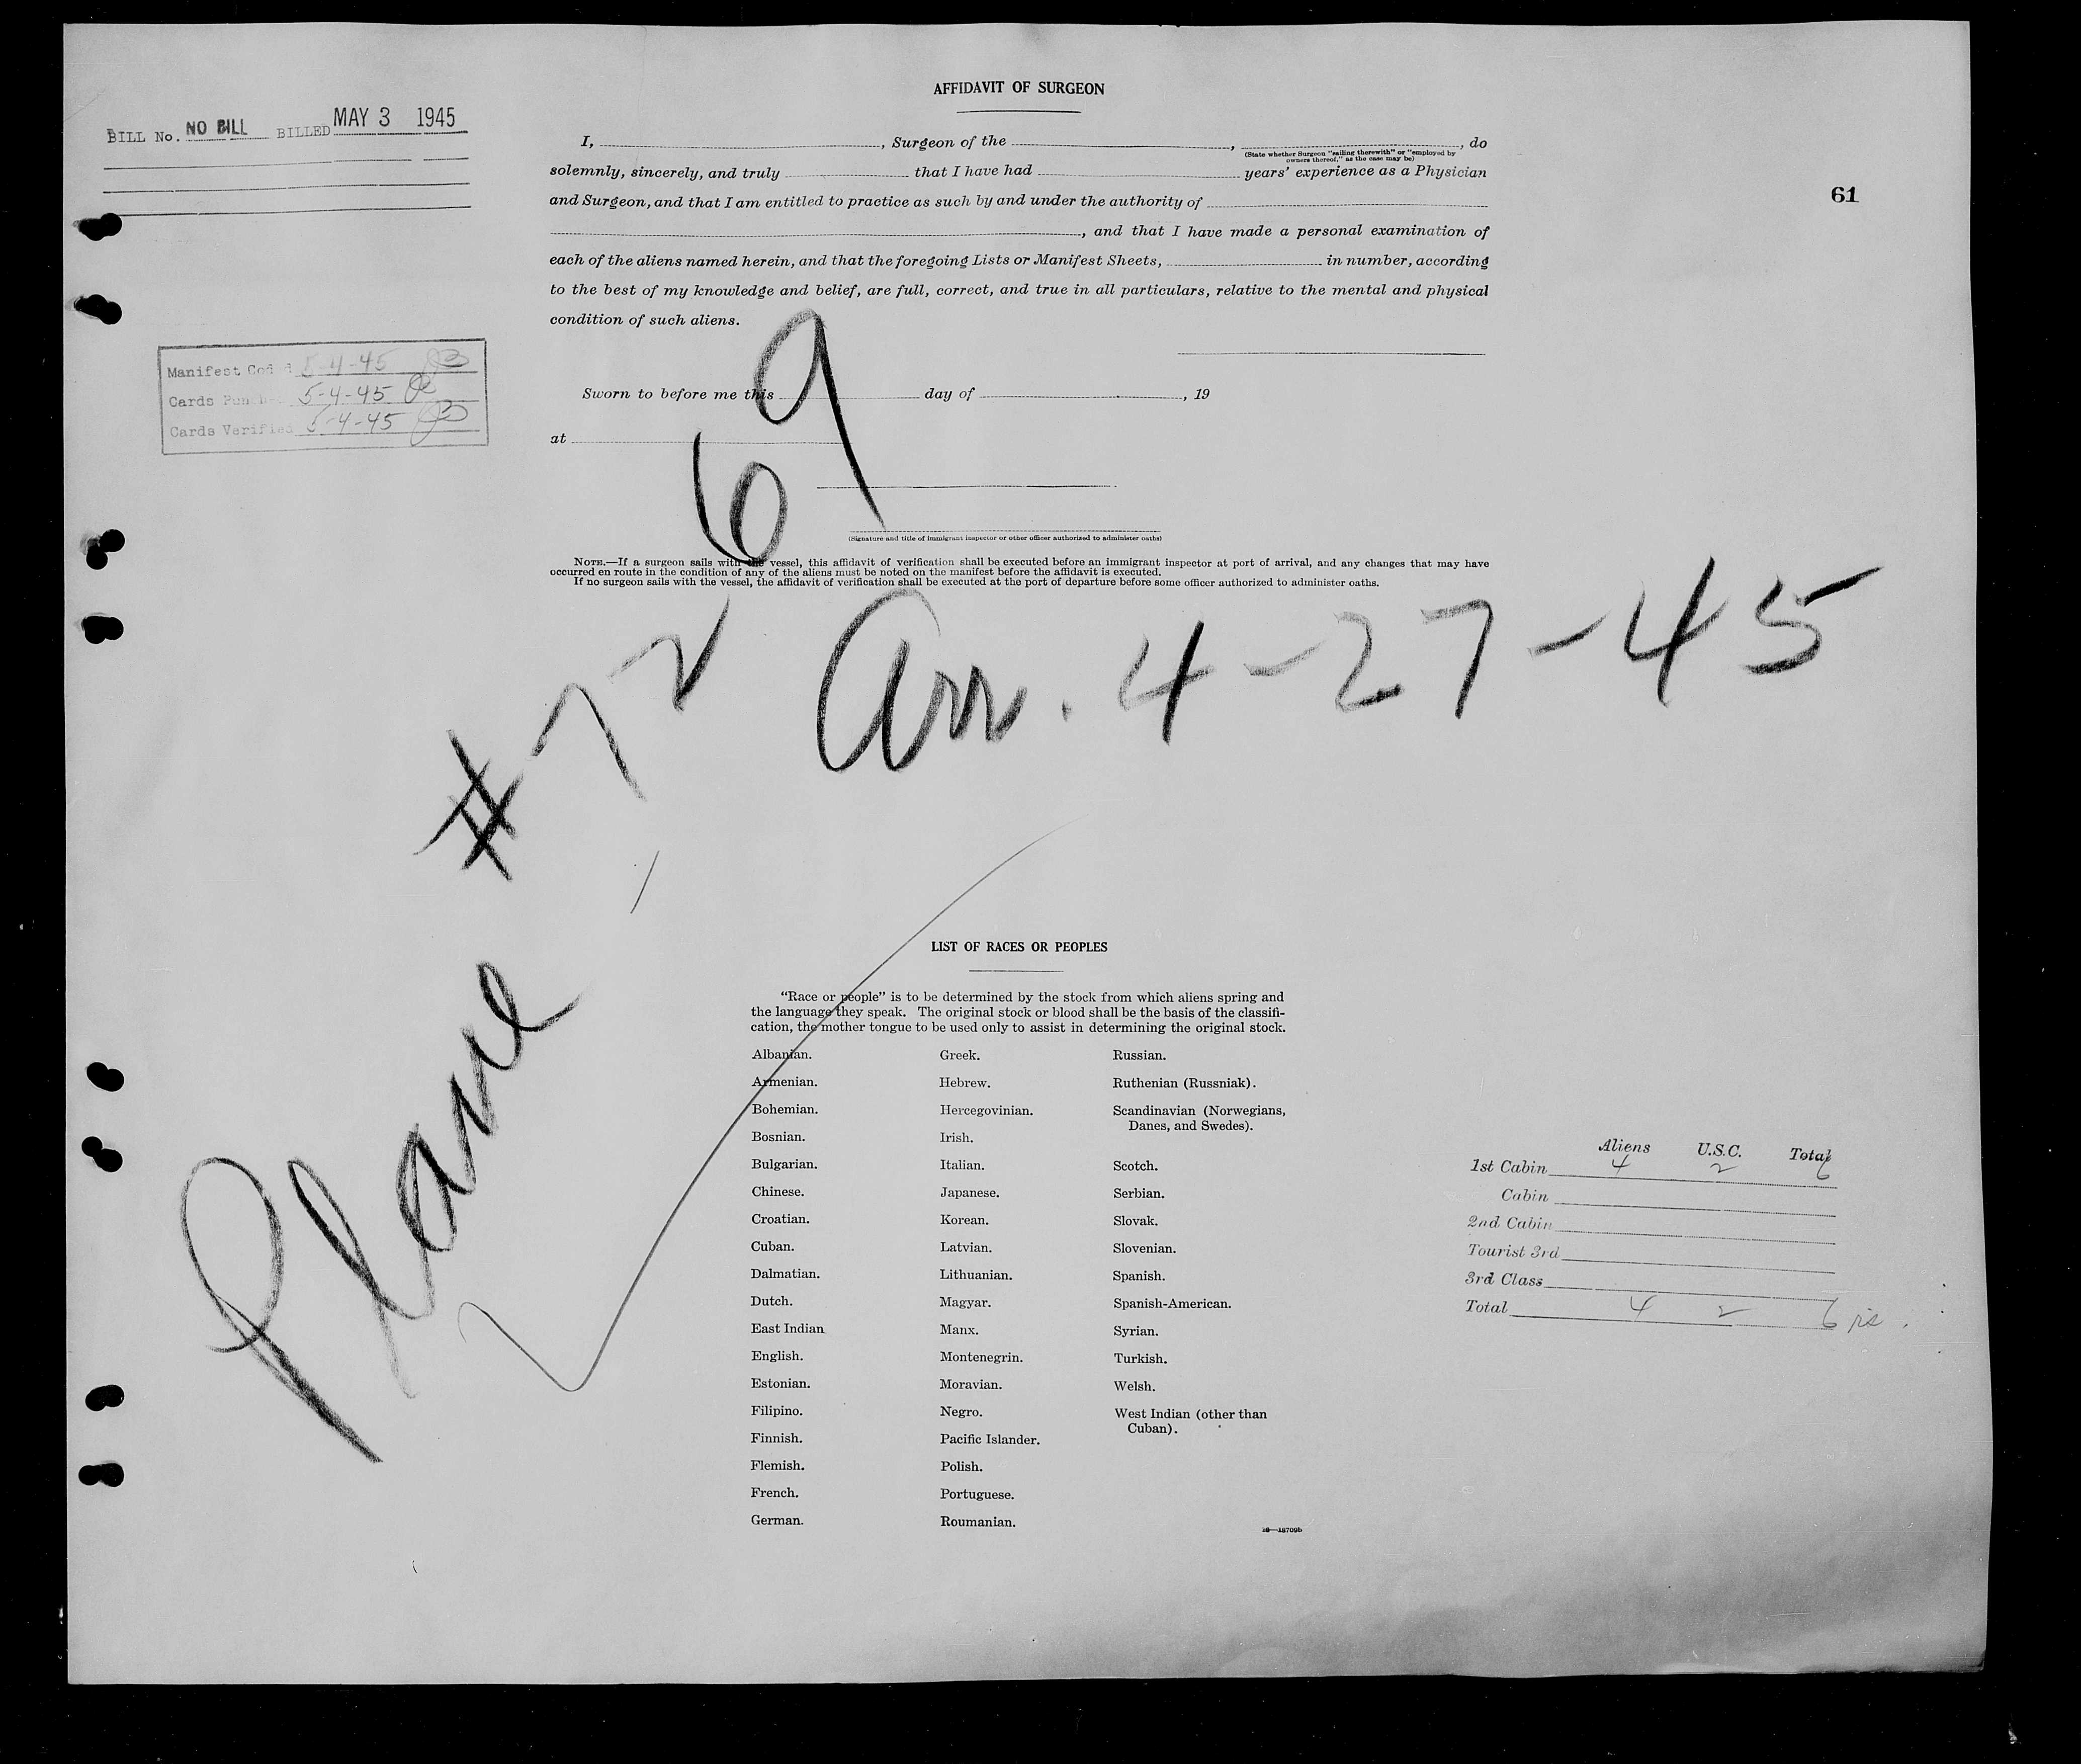 AFFIDAVIT OF SURGEON
BILL No. NO BILL BILLED MAY 3 1945
I, , Surgeon of the , , do
(State whether Surgeon "sailing therewith" or "employed by
owners thereof," as the case may be)
solemnly, sincerely, and truly that I have had years' experience as a Physician
and Surgeon, and that I am entitled to practice as such by and under the authority of
61
, and that I have made a personal examination of
each of the aliens named herein, and that the foregoing Lists or Manifest Sheets, in number, according
to the best of my knowledge and belief, are full, correct, and true in all particulars, relative to the mental and physical
condition of such aliens.
Manifest Cod d 5-4-45
Cards Pun 5-4-45
Cards Verified 5-4-45
Sworn to before me this day of , 19
at
(Signature and title of immigrant inspector or other officer authorized to administer oaths)
NOTE.—If a surgeon sails with the vessel, this affidavit of verification shall be executed before an immigrant inspector at port of arrival, and any changes that may have
occurred en route in the condition of any of the aliens must be noted on the manifest before the affidavit is executed.
If no surgeon sails with the vessel, the affidavit of verification shall be executed at the port of departure before some officer authorized to administer oaths.
Plane #7269
Arr. 4-27-45
LIST OF RACES OR PEOPLES
"Race or people" is to be determined by the stock from which aliens spring and
the language they speak. The original stock or blood shall be the basis of the classifi-
cation, the mother tongue to be used only to assist in determining the original stock.
Albanian.
Armenian.
Bohemian.
Bosnian.
Bulgarian.
Chinese.
Croatian.
Cuban.
Dalmatian.
Dutch.
East Indian
English.
Estonian.
Filipino.
Finnish.
Flemish.
French.
German.
Greek.
Hebrew.
Hercegovinian.
Irish.
Italian.
Japanese.
Korean.
Latvian.
Lithuanian.
Magyar.
Manx.
Montenegrin.
Moravian.
Negro.
Pacific Islander.
Polish.
Portuguese.
Roumanian.
Russian.
Ruthenian (Russniak).
Scandinavian (Norwegians,
Danes, and Swedes).
Scotch.
Serbian.
Slovak.
Slovenian.
Spanish.
Spanish-American.
Syrian.
Turkish.
Welsh.
West Indian (other than
Cuban).
16—18709b
Aliens U.S.C. Total
1st Cabin 4 2 6
Cabin
2nd Cabin
Tourist 3rd
3rd Class
Total 4 2 6